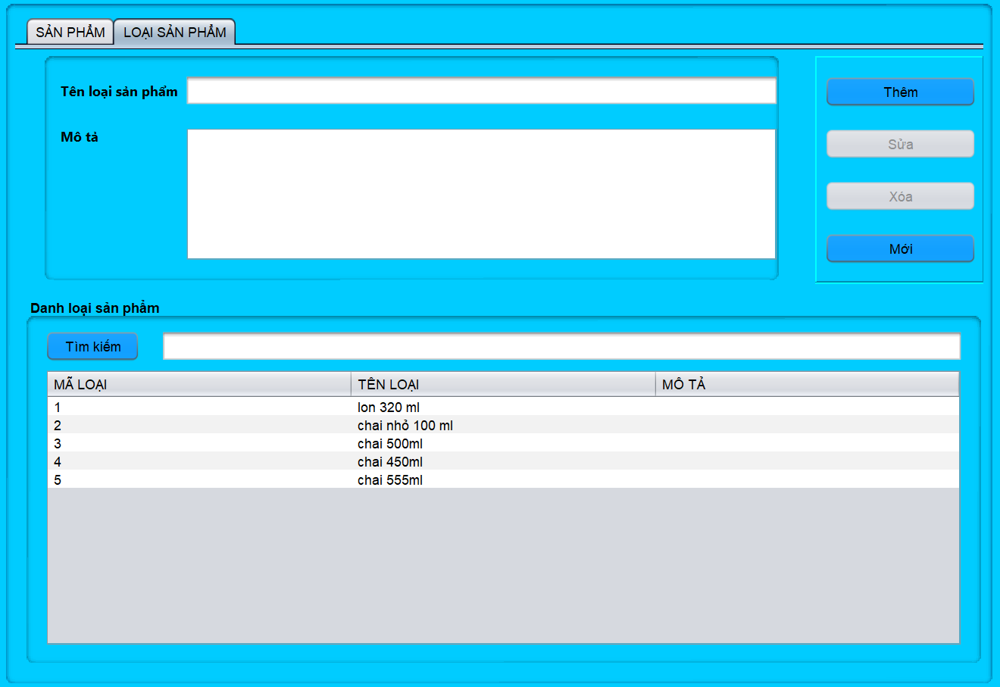 SẢN PHẨM LOẠI SẢN PHẨM
Tên loại sản phẩm
Mô tả
Thêm
Sửa
Xóa
Mới
Danh loại sản phẩm
Tìm kiếm
MÃ LOẠI TÊN LOẠI MÔ TẢ
1 lon 320 ml
2 chai nhỏ 100 ml
3 chai 500ml
4 chai 450ml
5 chai 555ml